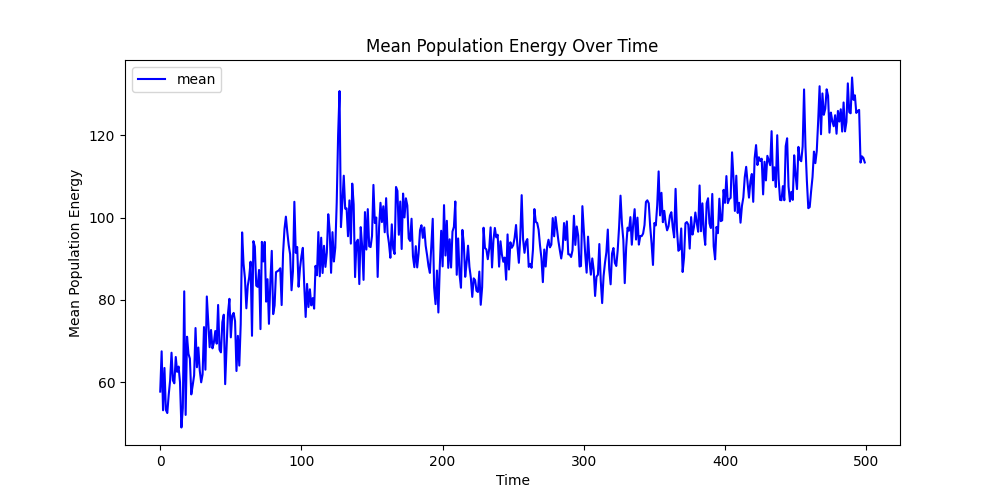 Mean Population Energy Over Time
mean
Mean Population Energy
120
100
80
60
0 100 200 300 400 500
Time